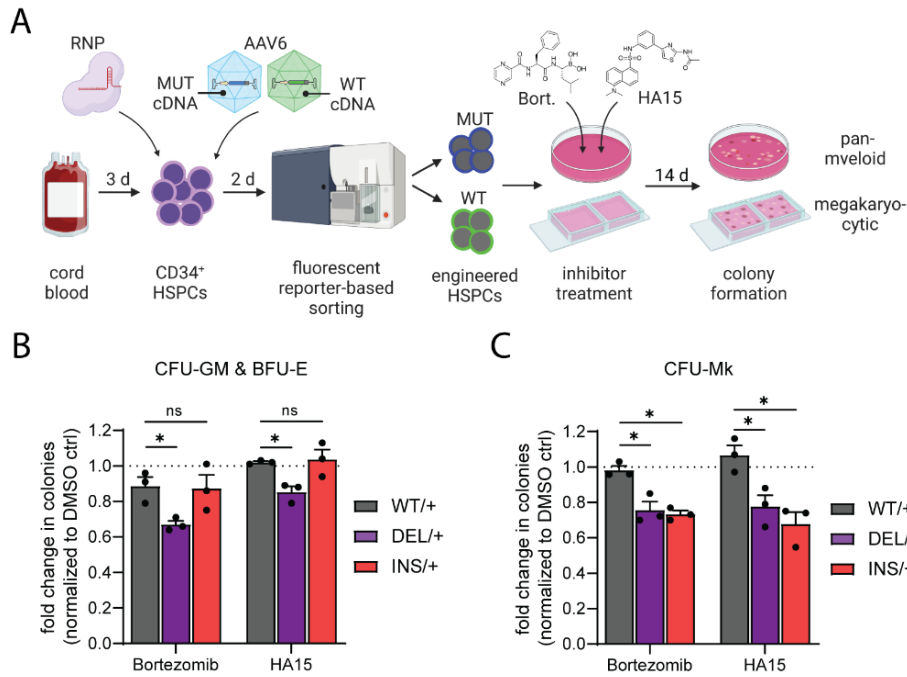 A
RNP
AAV6
MUT
cDNA
WT
cDNA
Bort.
HA15
MUT
WT
3 d
2 d
14 d
pan-
mveloid
megakaryo-
cytic
cord
blood
CD34⁺
HSPCs
fluorescent
reporter-based
sorting
engineered
HSPCs
inhibitor
treatment
colony
formation
B
CFU-GM & BFU-E
fold change in colonies
(normalized to DMSO ctrl)
1.2
1.0
0.8
0.6
0.4
0.2
0.0
ns
*
ns
*
Bortezomib
HA15
WT/+
DEL/+
INS/+
C
CFU-Mk
fold change in colonies
(normalized to DMSO ctrl)
1.2
1.0
0.8
0.6
0.4
0.2
0.0
*
*
*
*
Bortezomib
HA15
WT/+
DEL/
INS/+